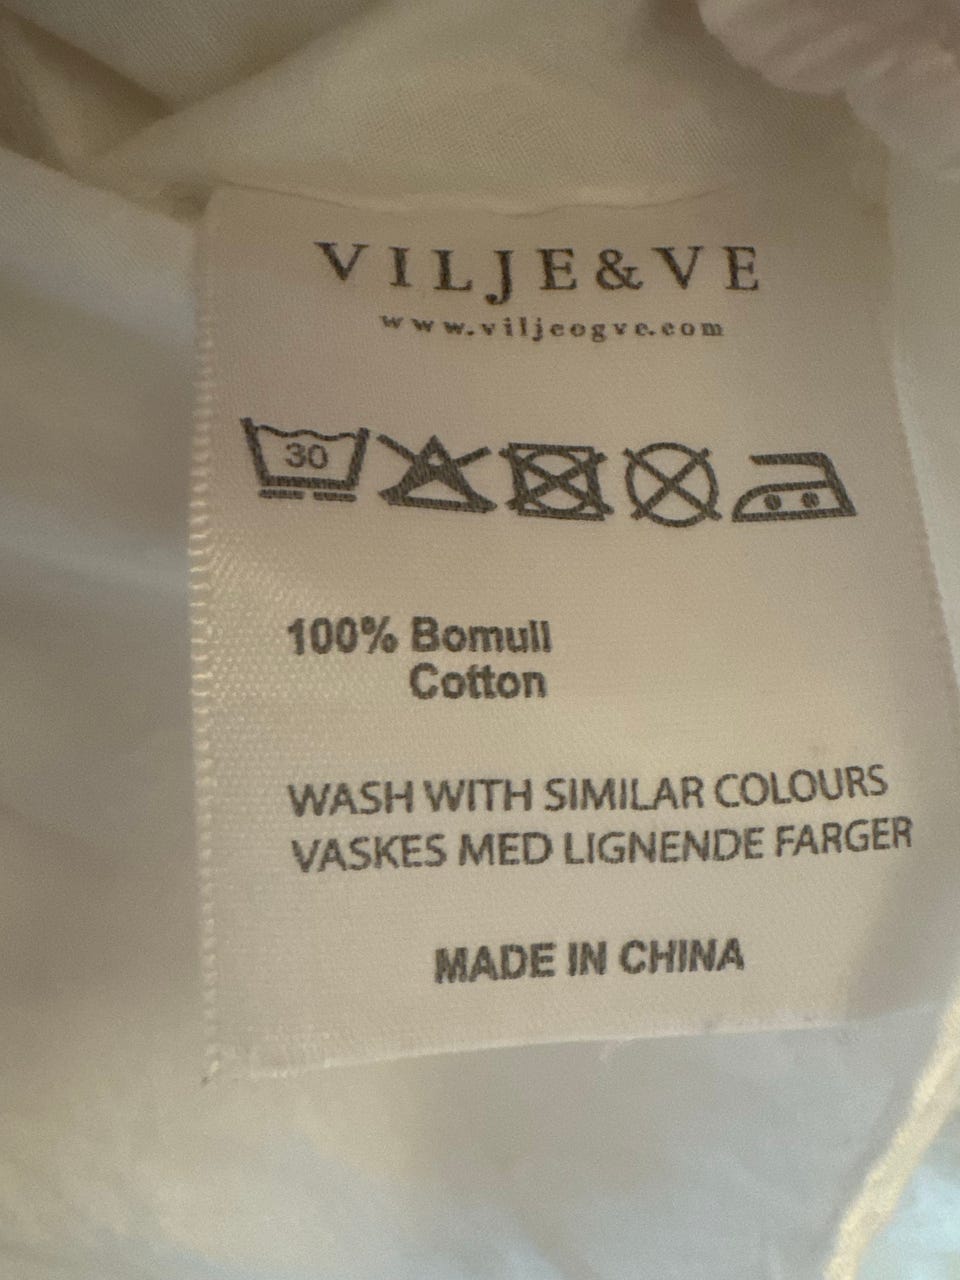 VILJE&VE
www.viljeogve.com
30
100% Bomull
Cotton
WASH WITH SIMILAR COLOURS
VASKES MED LIGNENDE FARGER
MADE IN CHINA